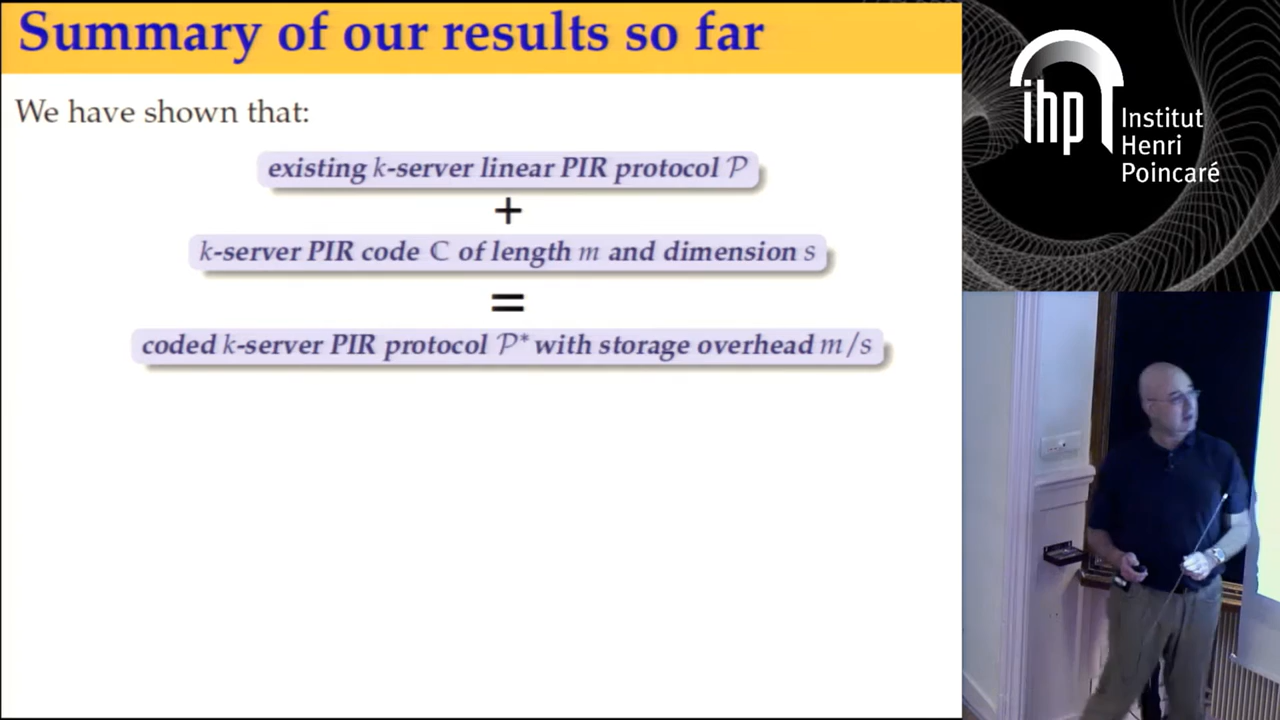 Summary of our results so far
We have shown that:
existing k-server linear PIR protocol 𝒫
+
k-server PIR code ℂ of length m and dimension s
=
coded k-server PIR protocol 𝒫* with storage overhead m/s
ihp
Institut
Henri
Poincaré